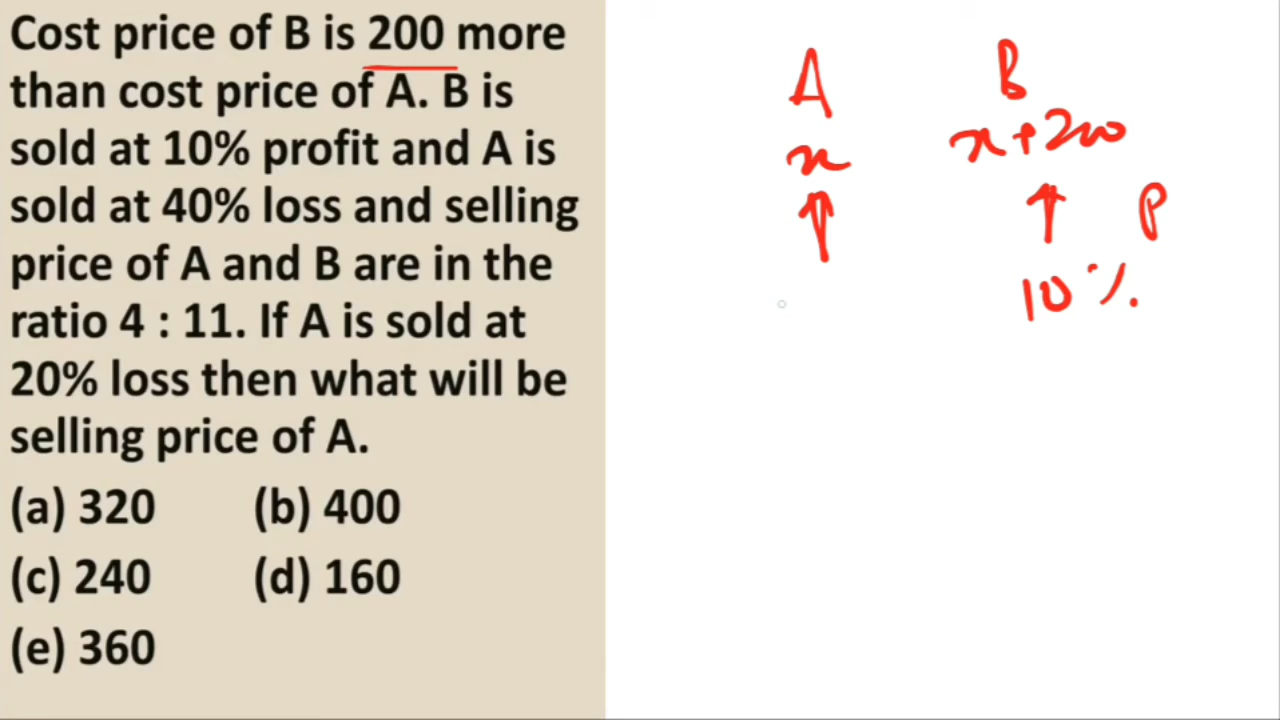 Cost price of B is 200 more
than cost price of A. B is
sold at 10% profit and A is
sold at 40% loss and selling
price of A and B are in the
ratio 4 : 11. If A is sold at
20% loss then what will be
selling price of A.
(a) 320 (b) 400
(c) 240 (d) 160
(e) 360
A B
x x+200
P
10%